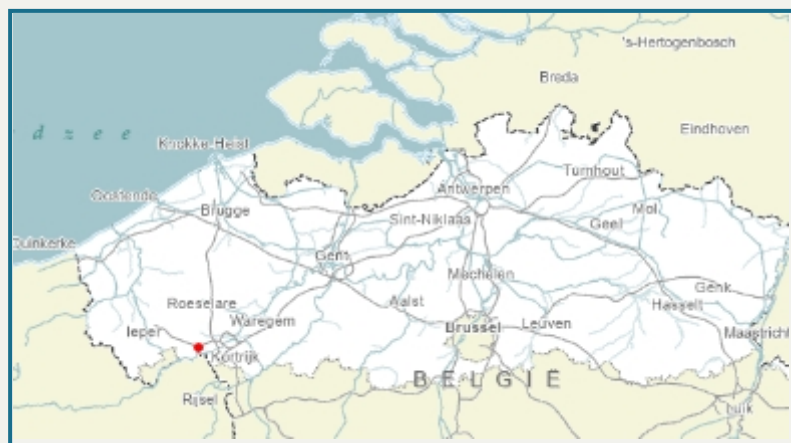 's-Hertogenbosch
Breda
Eindhoven
d z e e
Knokke-Heist
Turnhout
Oostende
Antwerpen
Mol
Brugge
Sint-Niklaas
Geel
Duinkerke
Gent
Mechelen
Genk
Roeselare
Aalst
Hasselt
Ieper
Waregem
Brussel
Leuven
Maastricht
Kortrijk
BELGIË
Rijsel
Luik